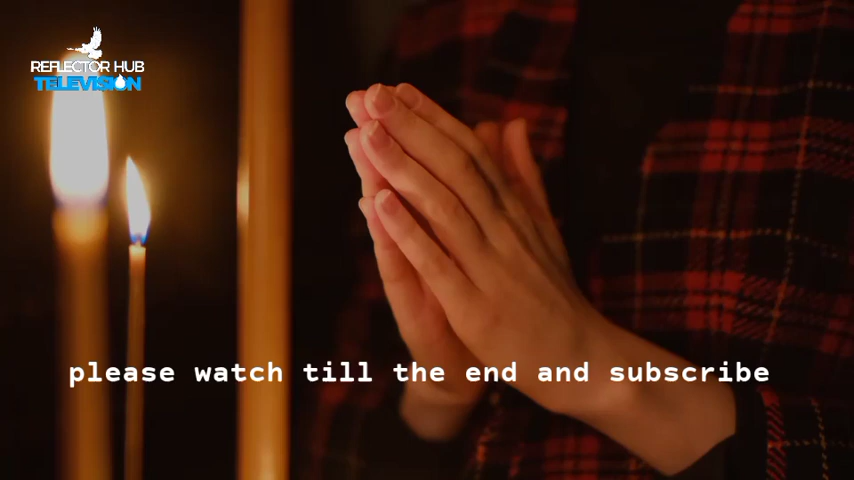 REFLECTOR HUB
TELEVISION
please watch till the end and subscribe